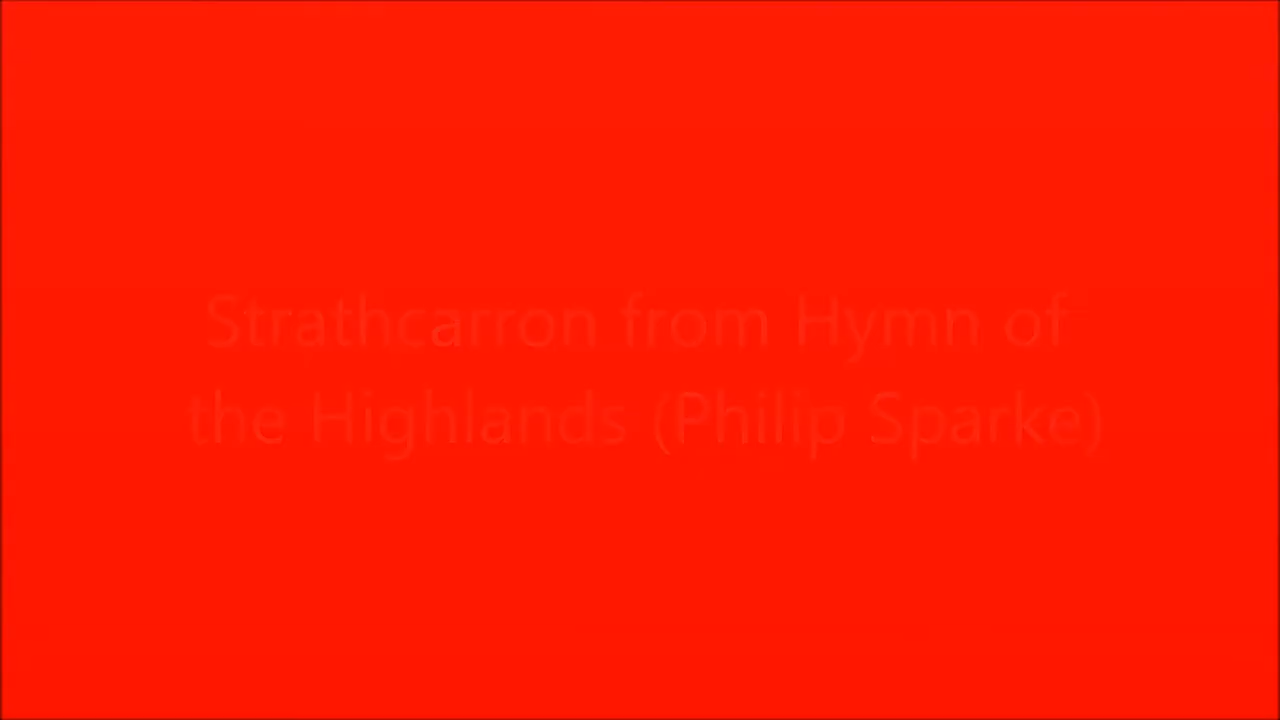 Strathcarron from Hymn of
the Highlands (Philip Sparke)